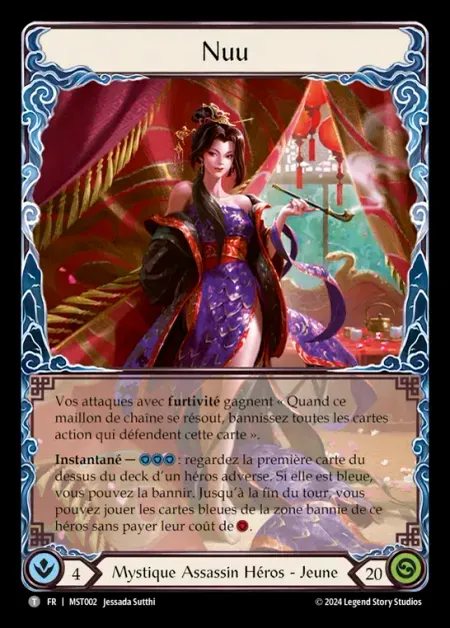 Nuu
Vos attaques avec furtivité gagnent « Quand ce
maillon de chaîne se résout, bannissez toutes les cartes
action qui défendent cette carte ».
Instantané — : regardez la première carte du
dessus du deck d'un héros adverse. Si elle est bleue,
vous pouvez la bannir. Jusqu'à la fin du tour, vous
pouvez jouer les cartes bleues de la zone bannie de ce
héros sans payer leur coût de .
4 Mystique Assassin Héros - Jeune 20
T FR | MST002 Jessada Sutthi © 2024 Legend Story Studios